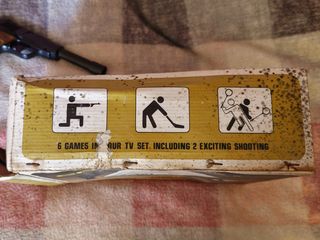 6 GAMES IN YOUR TV SET. INCLUDING 2 EXCITING SHOOTING